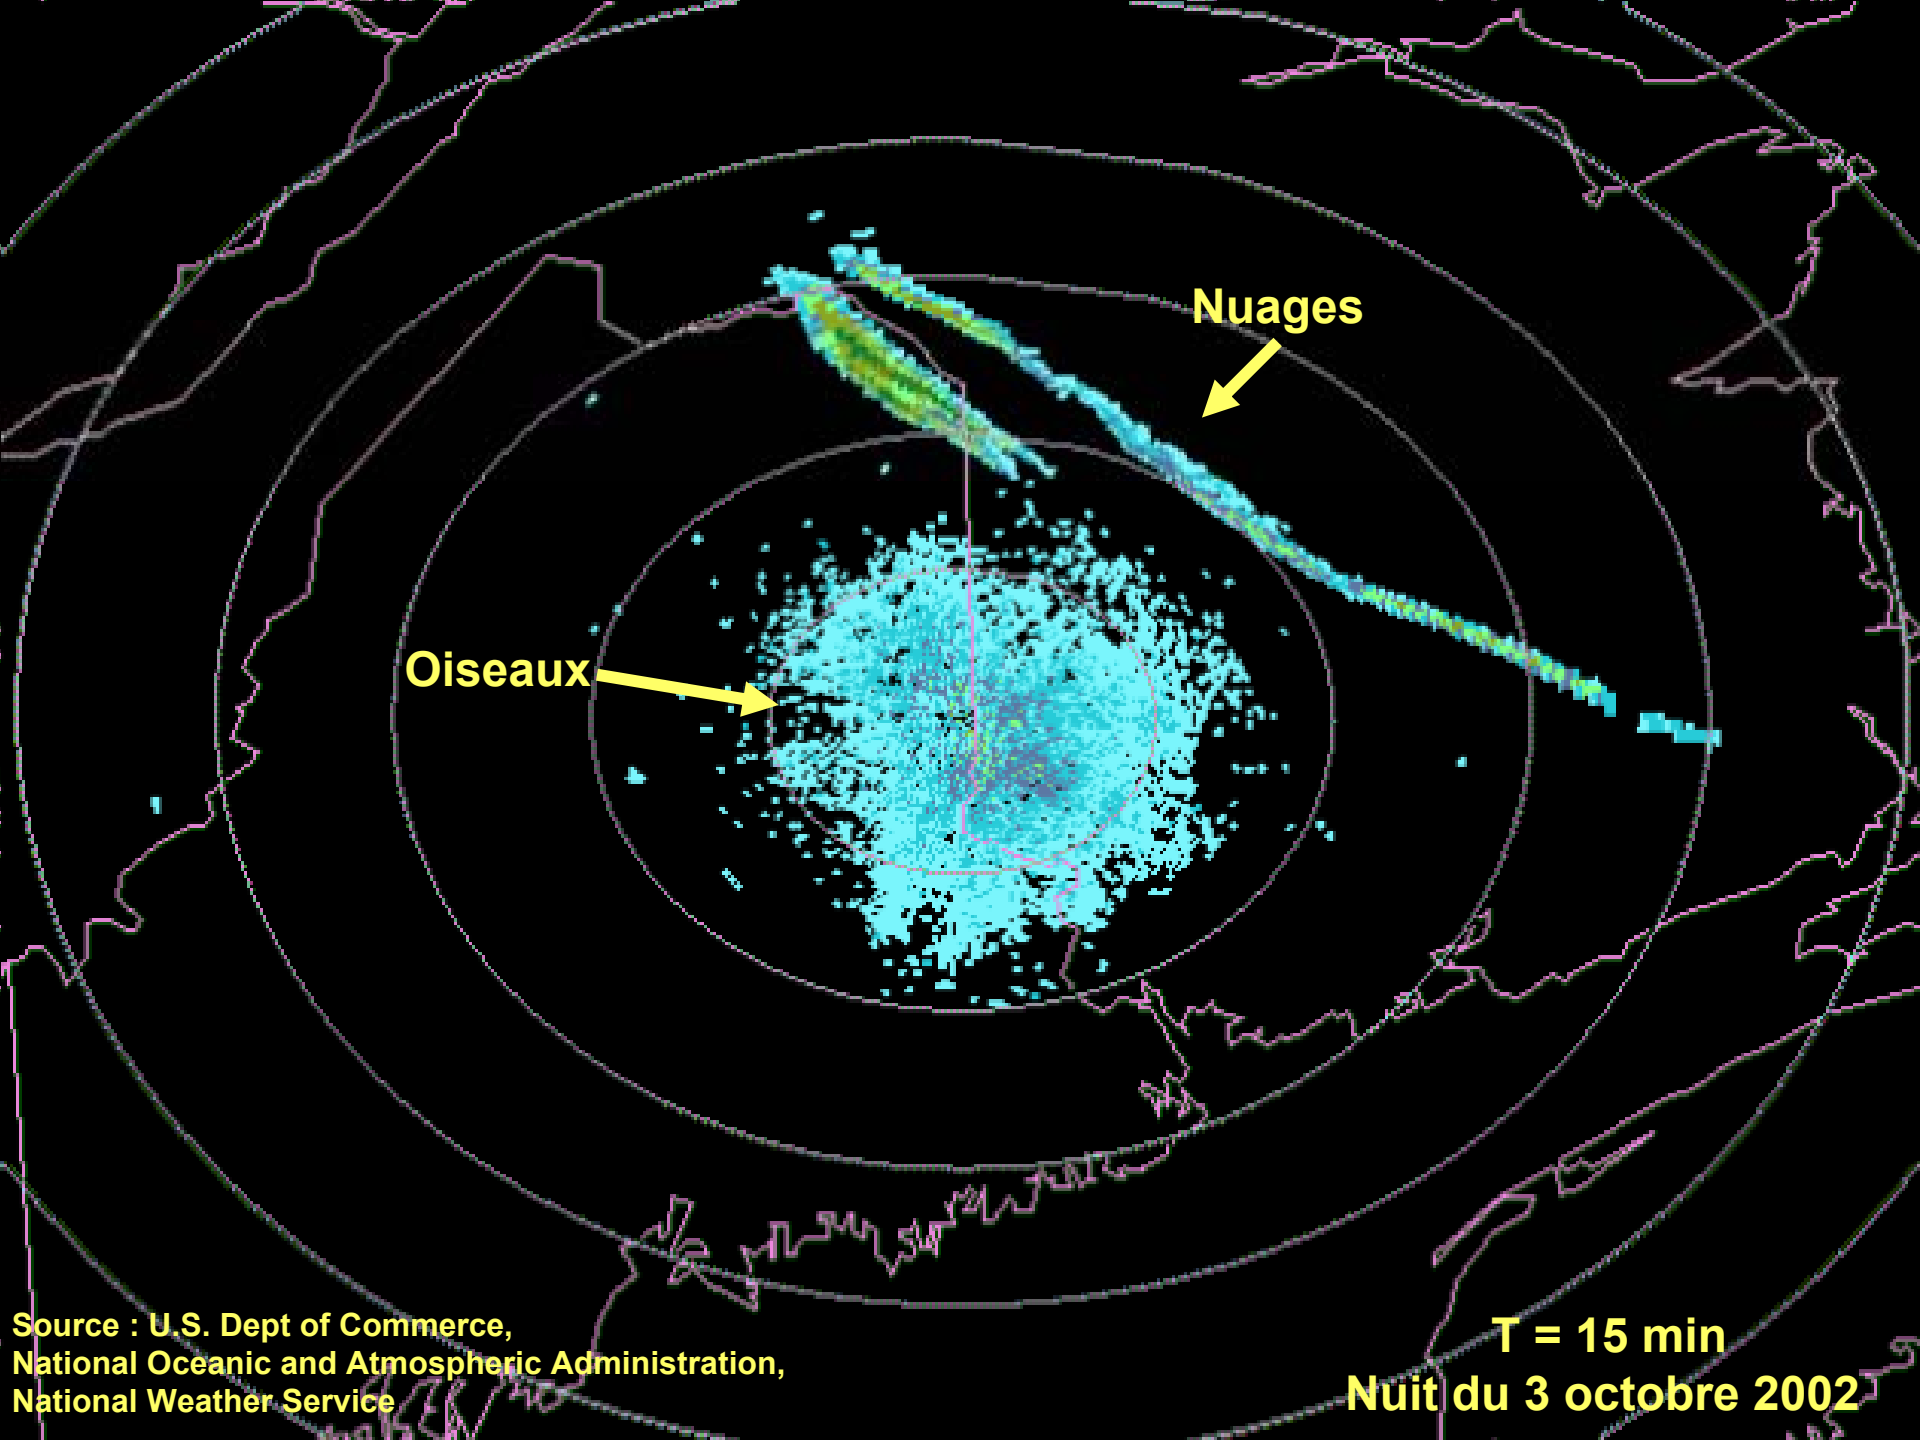 Nuages
Oiseaux
Source : U.S. Dept of Commerce,
National Oceanic and Atmospheric Administration,
National Weather Service
T = 15 min
Nuit du 3 octobre 2002